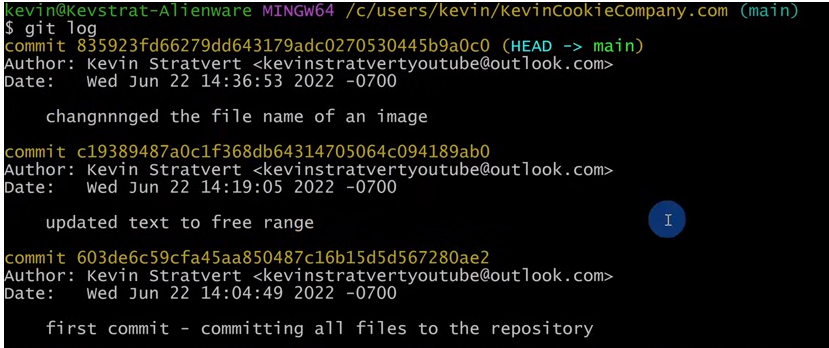 kevin@Kevstrat-Alienware MINGW64 /c/users/kevin/KevinCookieCompany.com (main)
$ git log
commit 835923fd66279dd643179adc0270530445b9a0c0 (HEAD -> main)
Author: Kevin Stratvert <kevinstratvertyoutube@outlook.com>
Date:   Wed Jun 22 14:36:53 2022 -0700
changnnnged the file name of an image
commit c19389487a0c1f368db64314705064c094189ab0
Author: Kevin Stratvert <kevinstratvertyoutube@outlook.com>
Date:   Wed Jun 22 14:19:05 2022 -0700
updated text to free range
commit 603de6c59cfa45aa850487c16b15d5d567280ae2
Author: Kevin Stratvert <kevinstratvertyoutube@outlook.com>
Date:   Wed Jun 22 14:04:49 2022 -0700
first commit - committing all files to the repository